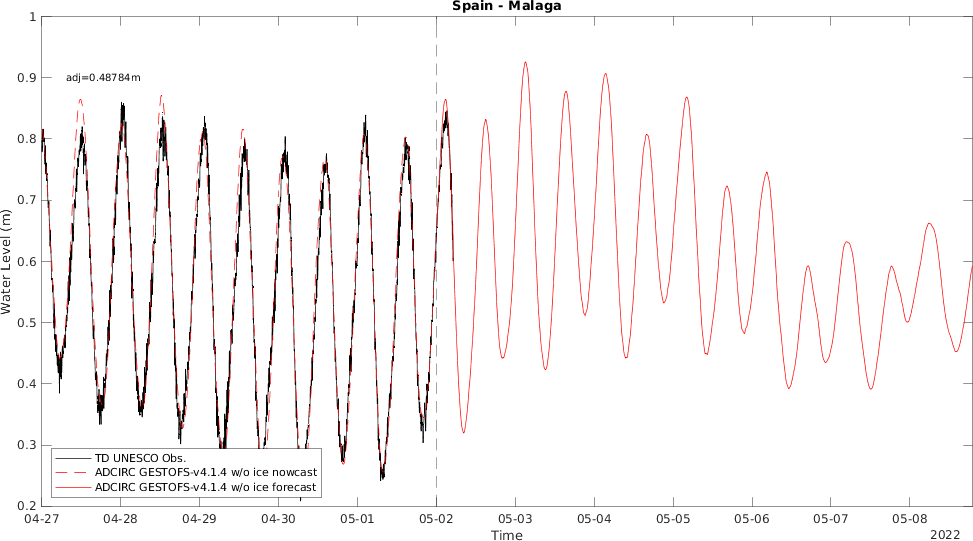 Spain - Malaga
1
0.9
0.8
0.7
0.6
0.5
0.4
0.3
0.2
Water Level (m)
adj=0.48784m
TD UNESCO Obs.
ADCIRC GESTOFS-v4.1.4 w/o ice nowcast
ADCIRC GESTOFS-v4.1.4 w/o ice forecast
04-27 04-28 04-29 04-30 05-01 05-02 05-03 05-04 05-05 05-06 05-07 05-08
Time
2022